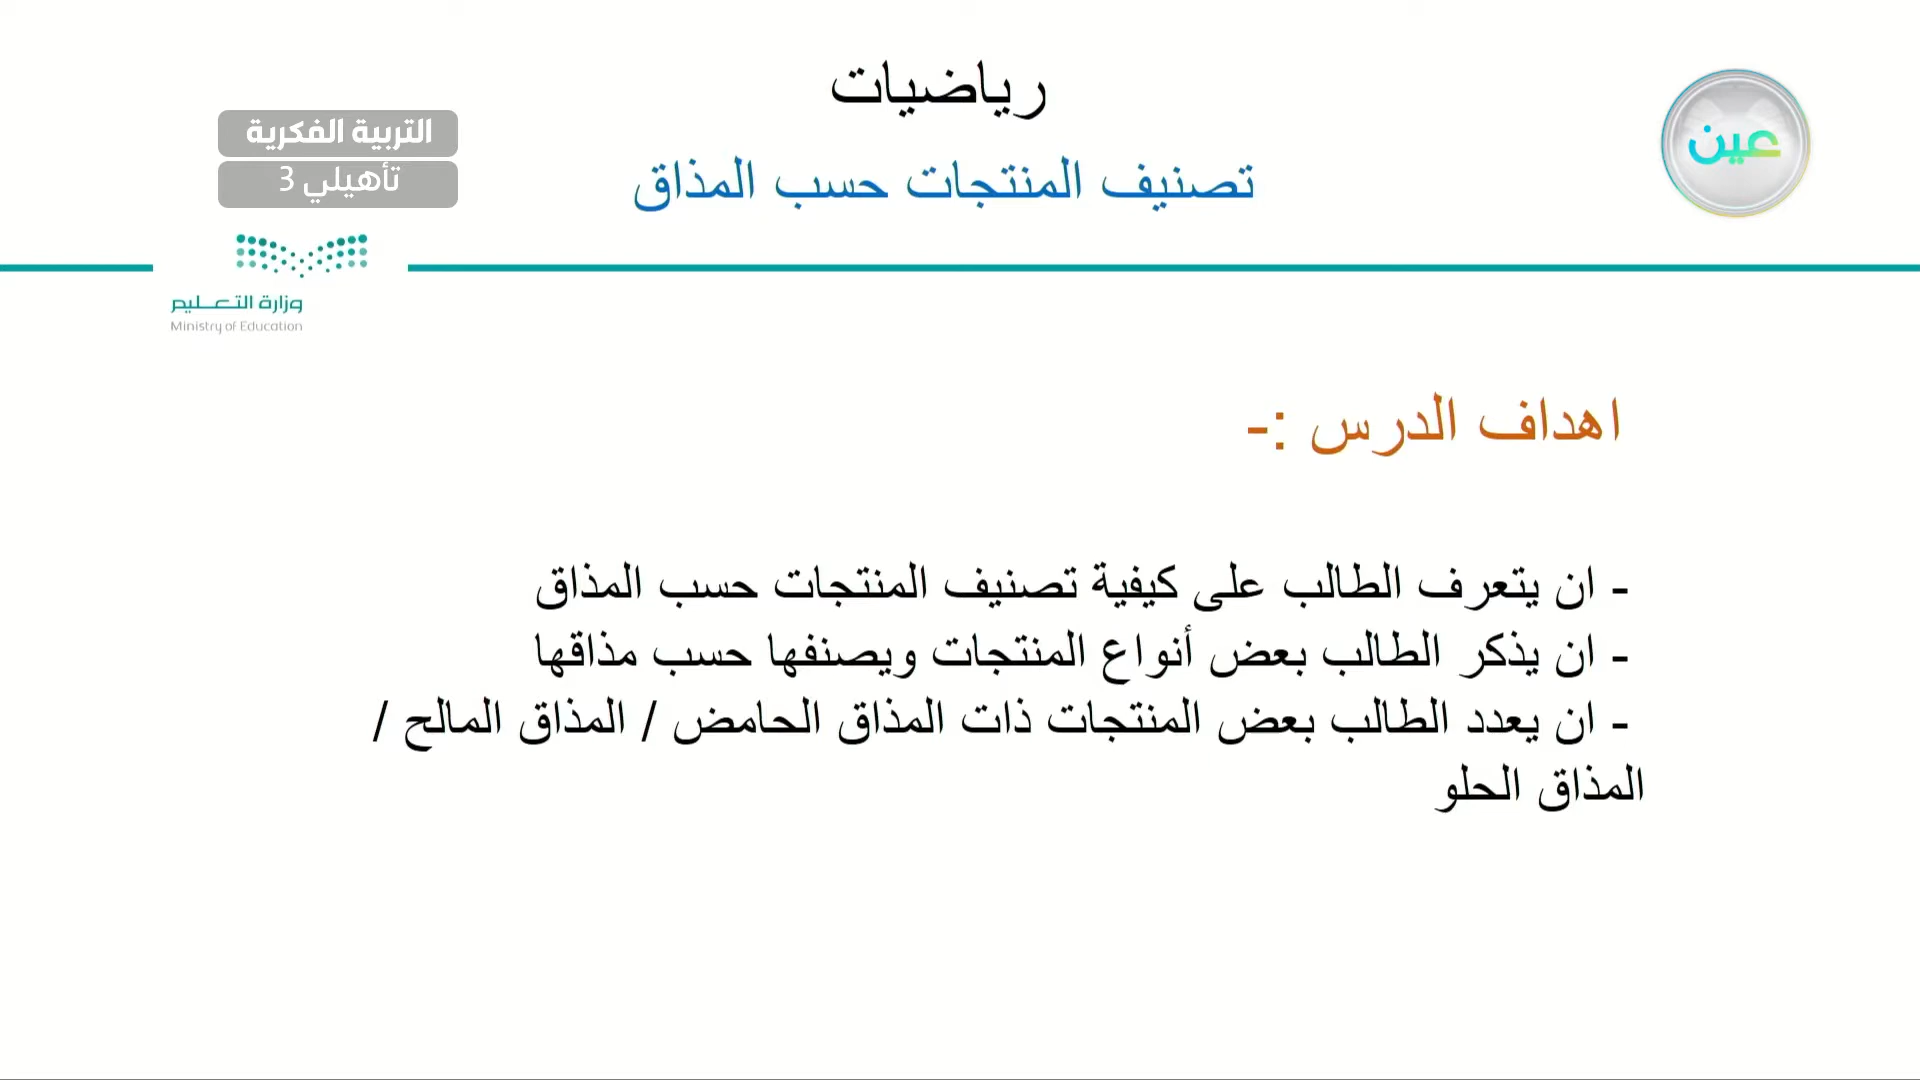 رياضيات
تصنيف المنتجات حسب المذاق
عين
التربية الفكرية
تأهيلي 3
وزارة التعـــليم
Ministry of Education
اهداف الدرس :-
- ان يتعرف الطالب على كيفية تصنيف المنتجات حسب المذاق
- ان يذكر الطالب بعض أنواع المنتجات ويصنفها حسب مذاقها
- ان يعدد الطالب بعض المنتجات ذات المذاق الحامض / المذاق المالح /
المذاق الحلو